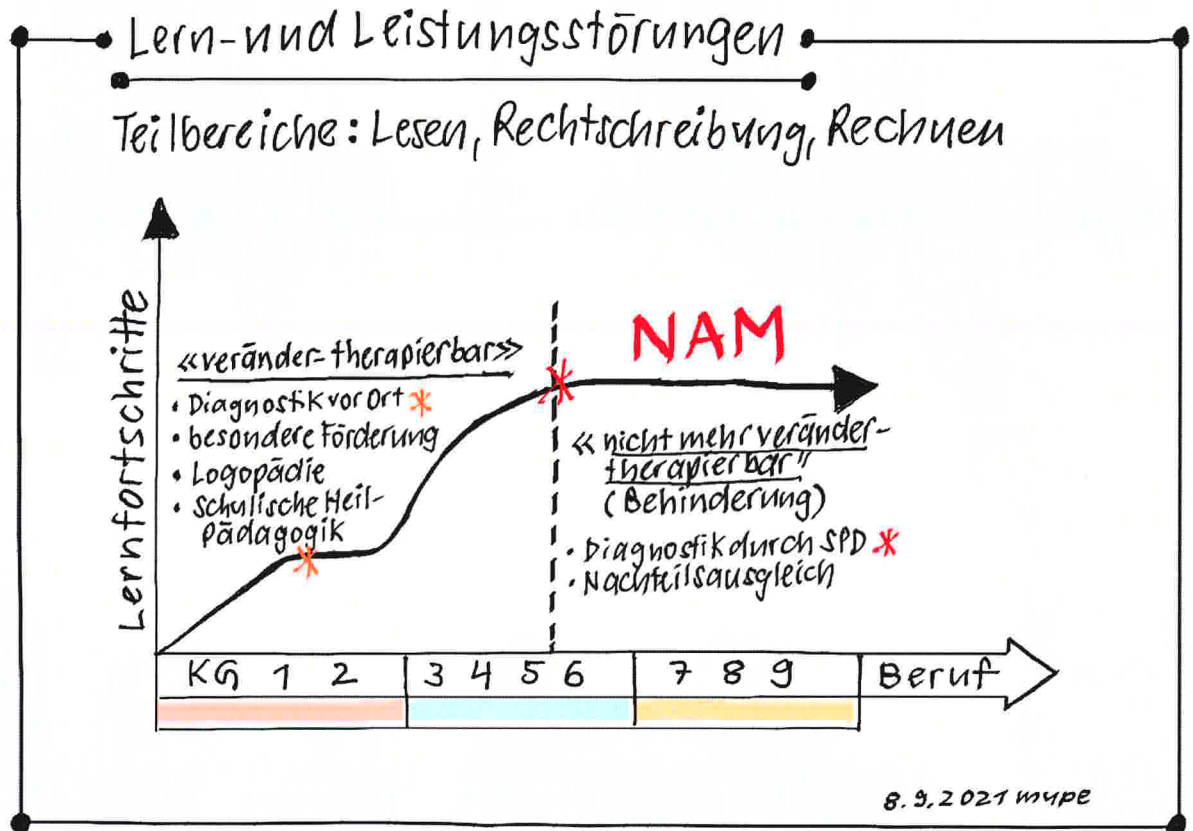 Lern- und Leistungsstörungen
Teilbereiche: Lesen, Rechtschreibung, Rechnen
Lernfortschritte
«veränder- therapierbar»
• Diagnostik vor Ort *
• besondere Förderung
• Logopädie
• Schulische Heil-
pädagogik
*
NAM
*
« nicht mehr veränder-
therapierbar"
(Behinderung)
• Diagnostik durch SPD *
• Nachteilsausgleich
KG 1 2 3 4 5 6 7 8 9 Beruf
8.9.2021 mype